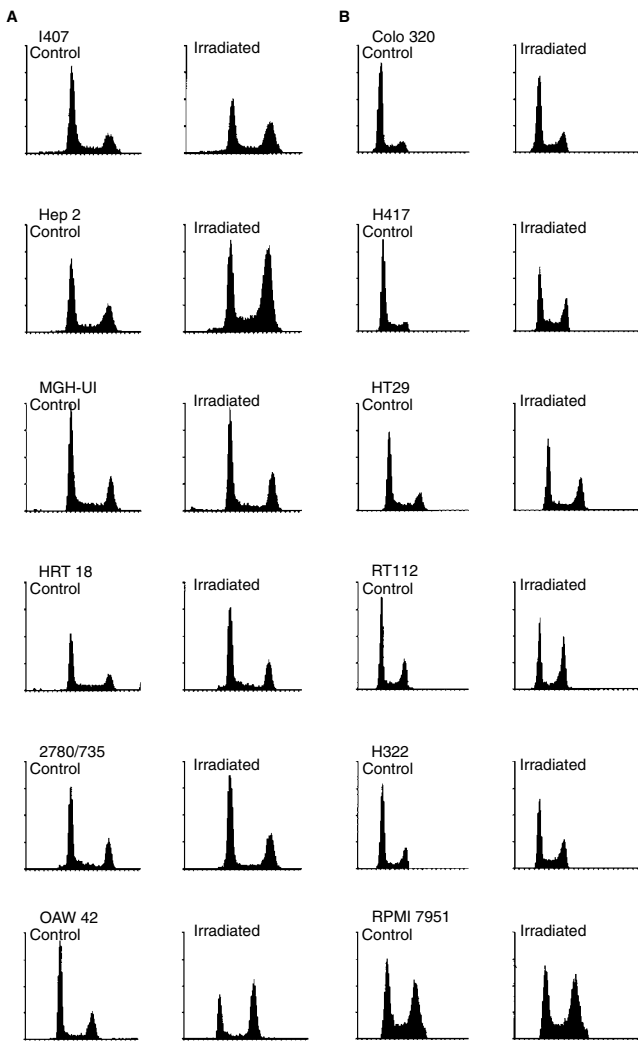 A
B
I407
Control
Irradiated
Colo 320
Control
Irradiated
Hep 2
Control
Irradiated
H417
Control
Irradiated
MGH-UI
Control
Irradiated
HT29
Control
Irradiated
HRT 18
Control
Irradiated
RT112
Control
Irradiated
2780/735
Control
Irradiated
H322
Control
Irradiated
OAW 42
Control
Irradiated
RPMI 7951
Control
Irradiated